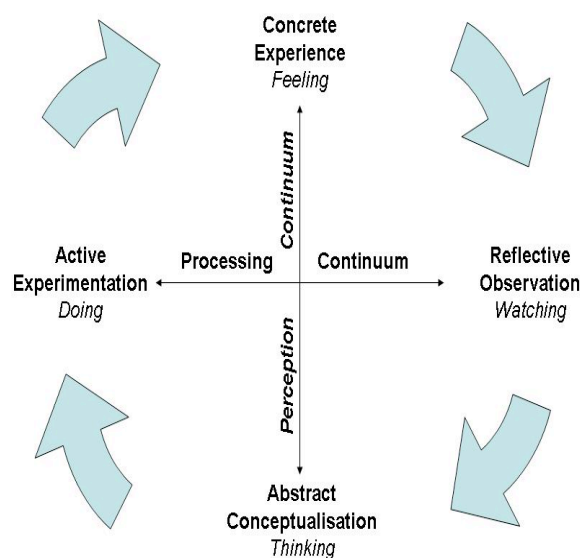 Concrete
Experience
Feeling
Continuum
Active
Experimentation
Doing
Processing
Continuum
Reflective
Observation
Watching
Perception
Abstract
Conceptualisation
Thinking